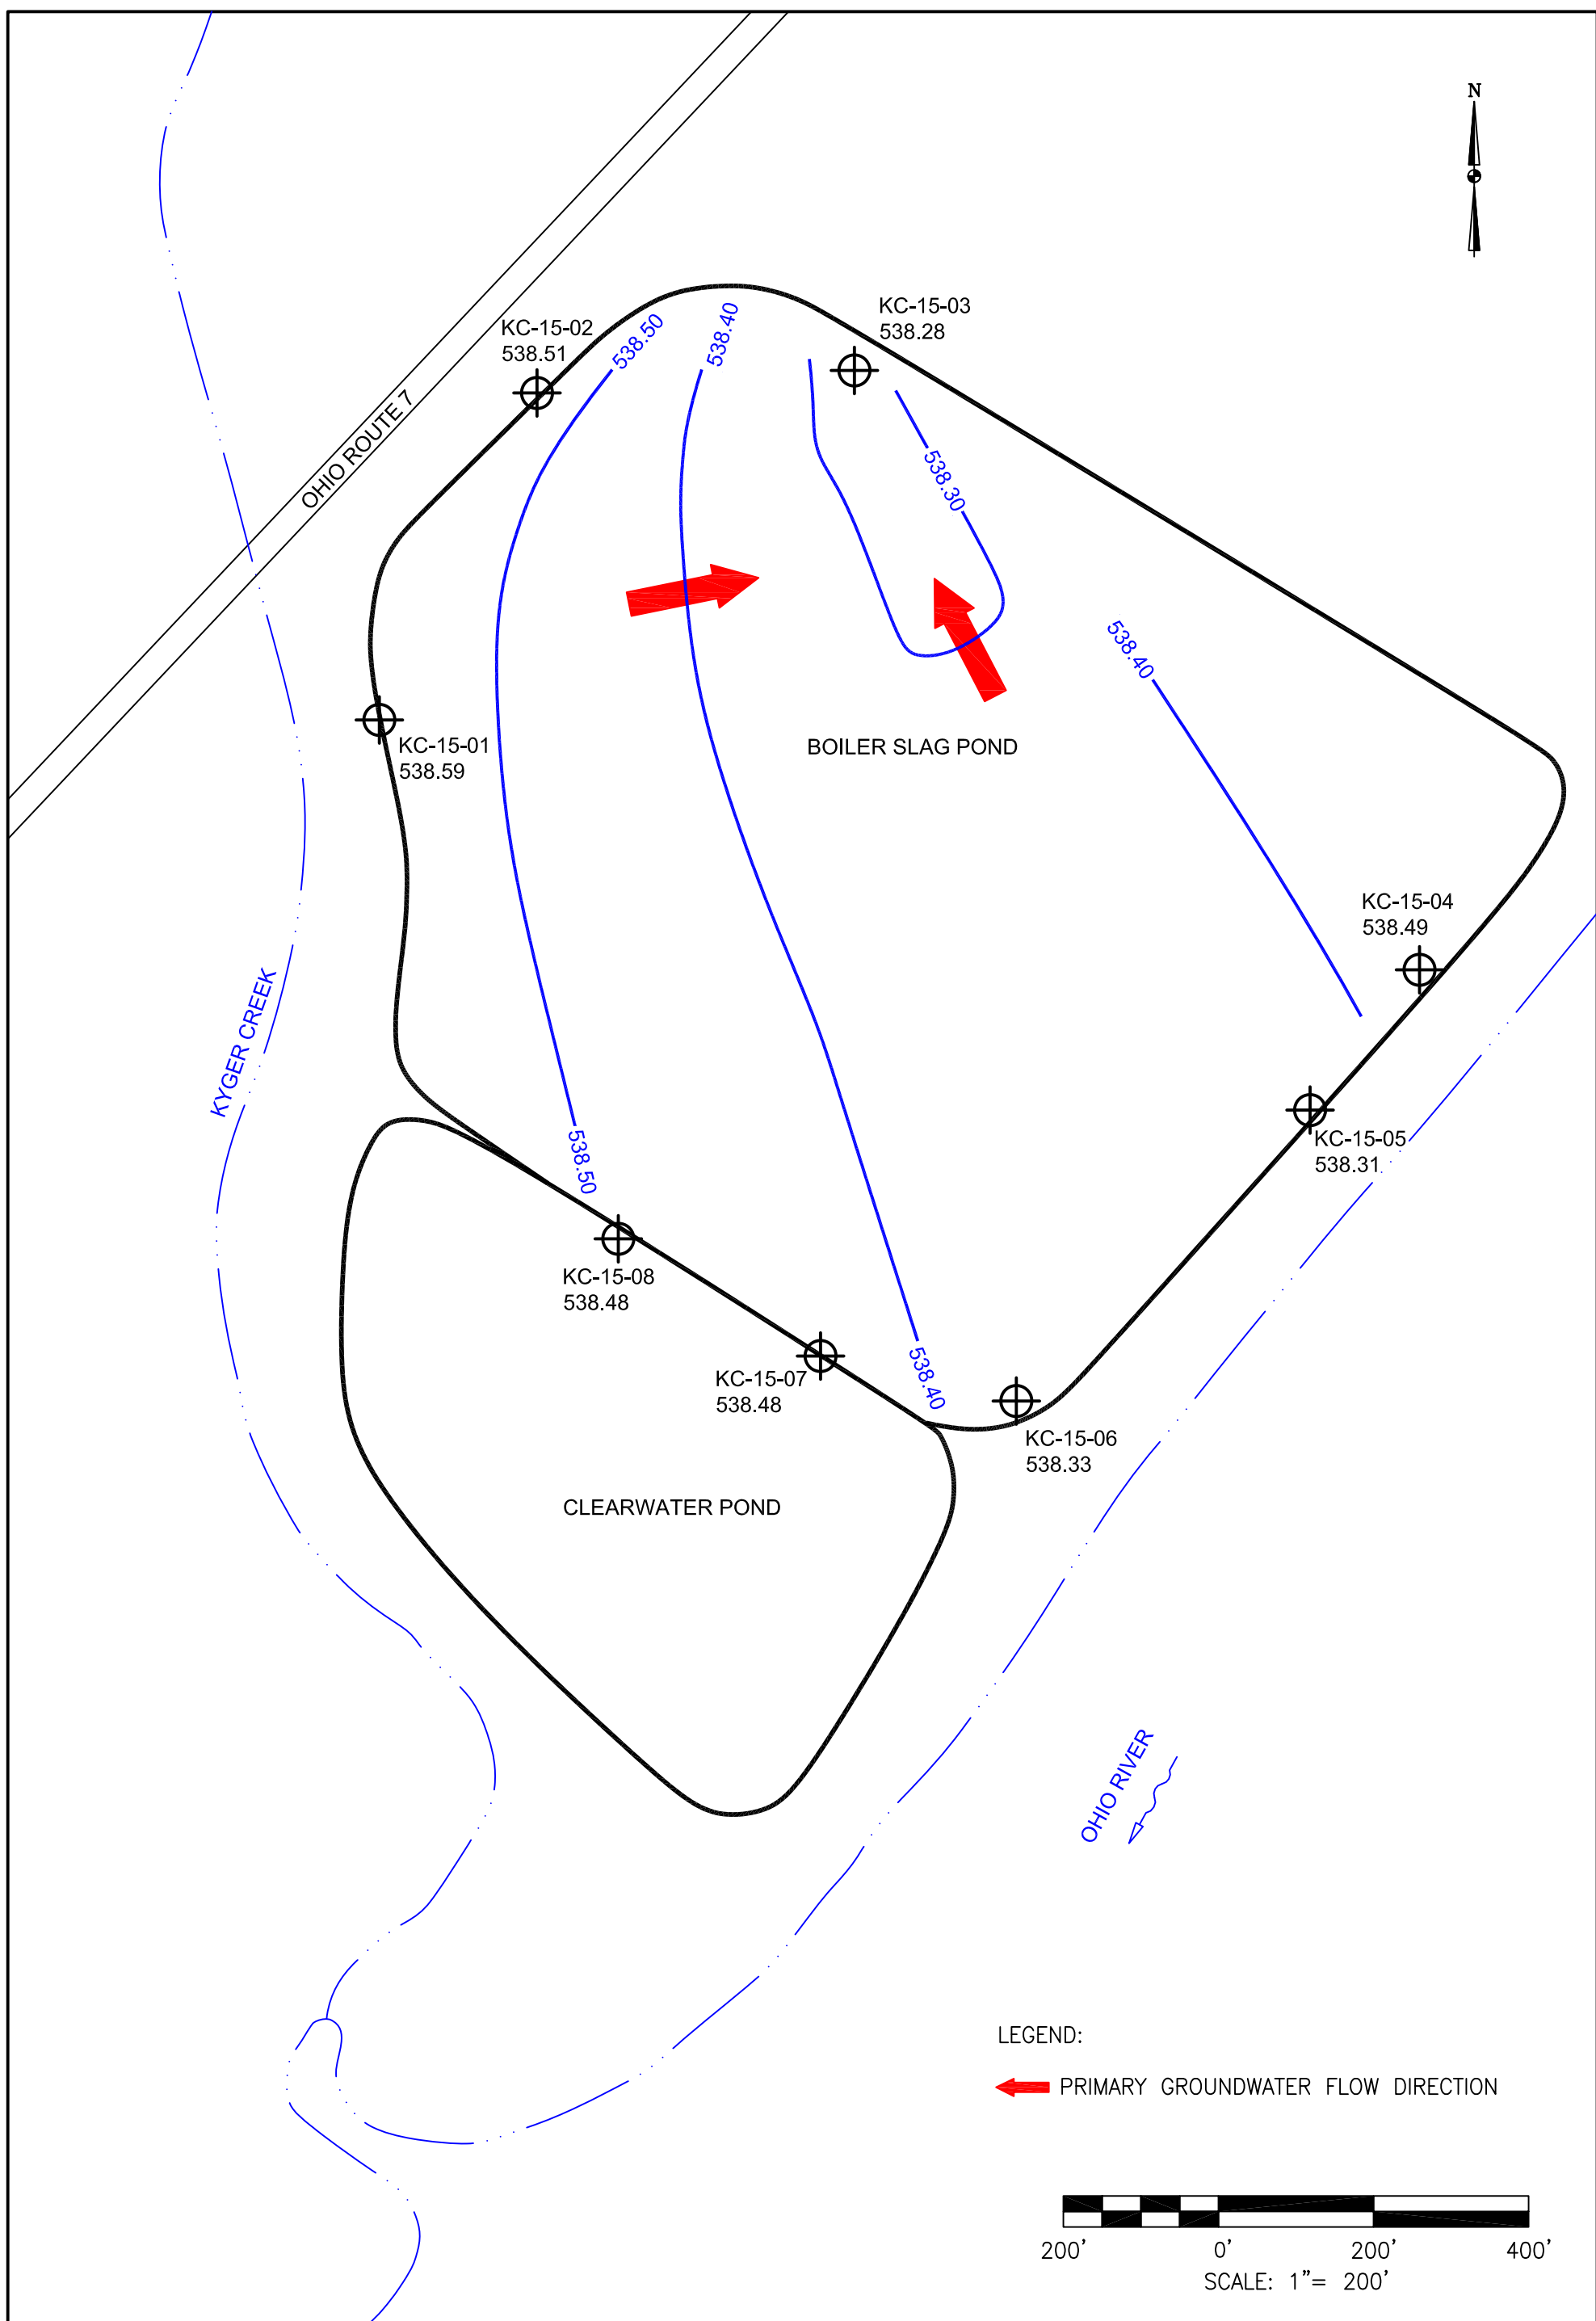 N
KC-15-03
538.28
KC-15-02
538.51
538.50
538.40
OHIO ROUTE 7
538.30
538.40
KC-15-01
538.59
BOILER SLAG POND
KC-15-04
538.49
KYGER CREEK
KC-15-05
538.31
538.50
KC-15-08
538.48
KC-15-07
538.48
538.40
KC-15-06
538.33
CLEARWATER POND
OHIO RIVER
LEGEND:
PRIMARY GROUNDWATER FLOW DIRECTION
200' 0' 200' 400'
SCALE: 1"= 200'